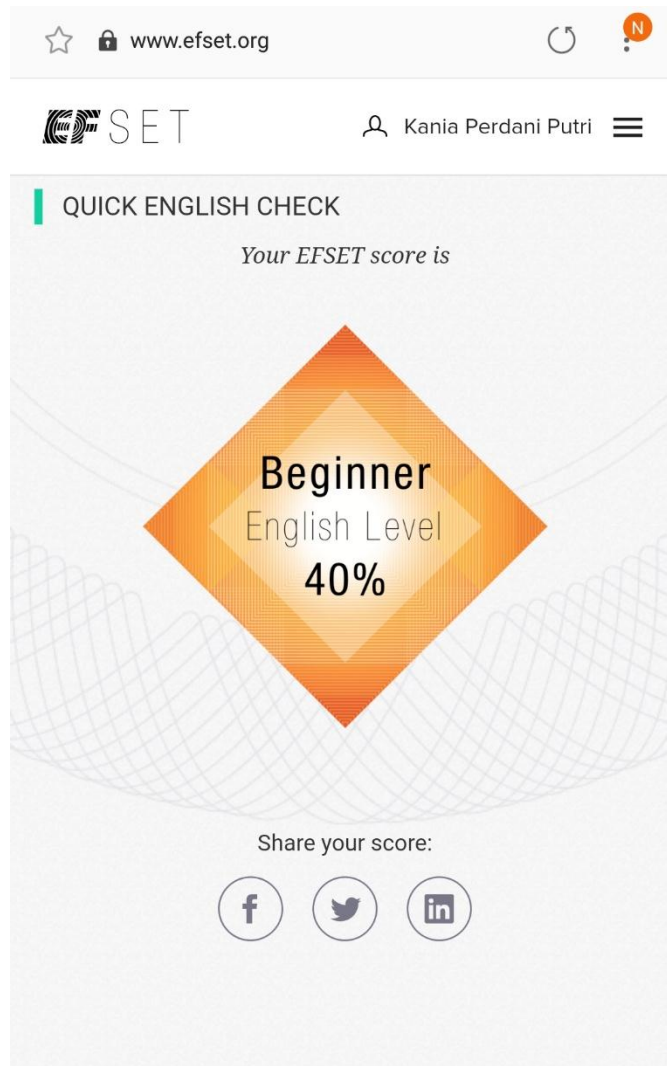 www.efset.org
N
EF SET
Kania Perdani Putri
QUICK ENGLISH CHECK
Your EFSET score is
Beginner
English Level
40%
Share your score:
f
in